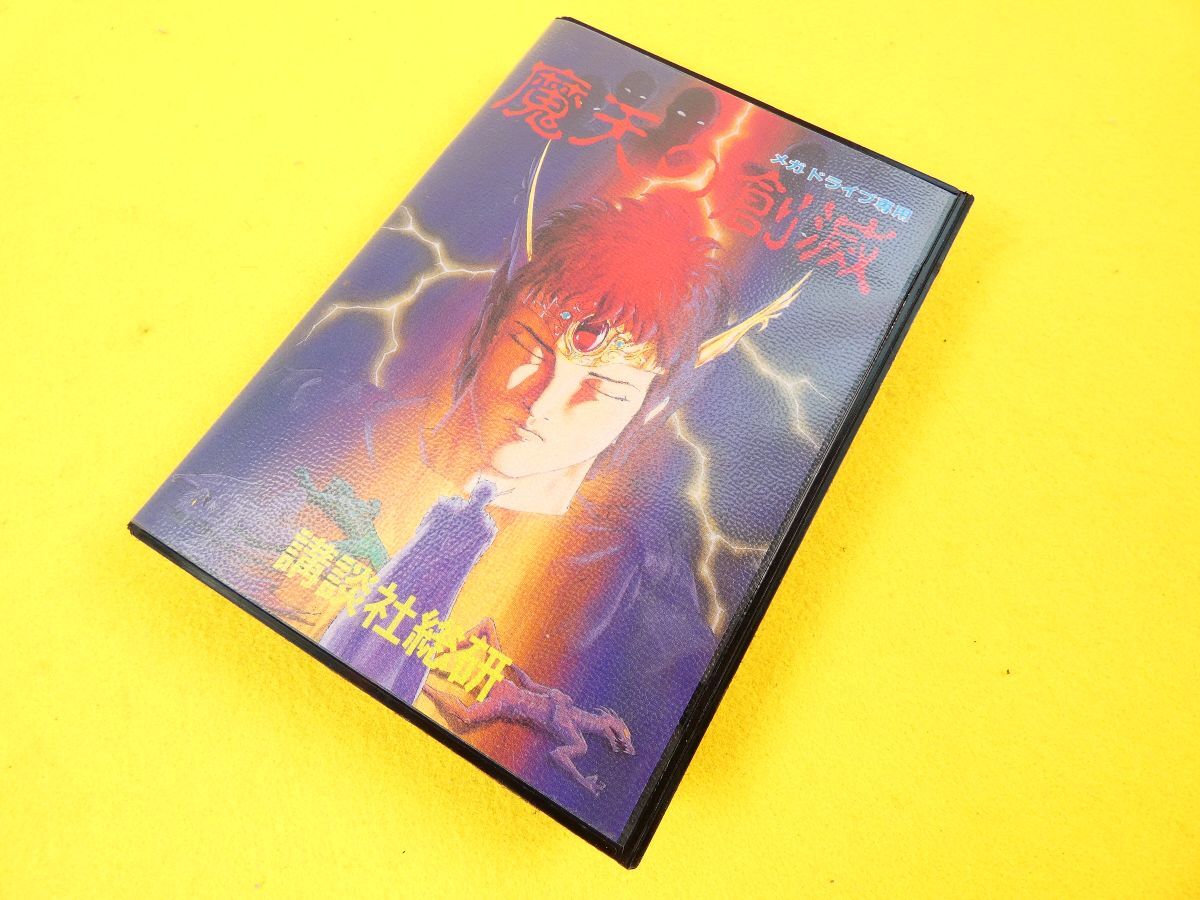 魔天の創滅
メガドライブ専用
講談社総研